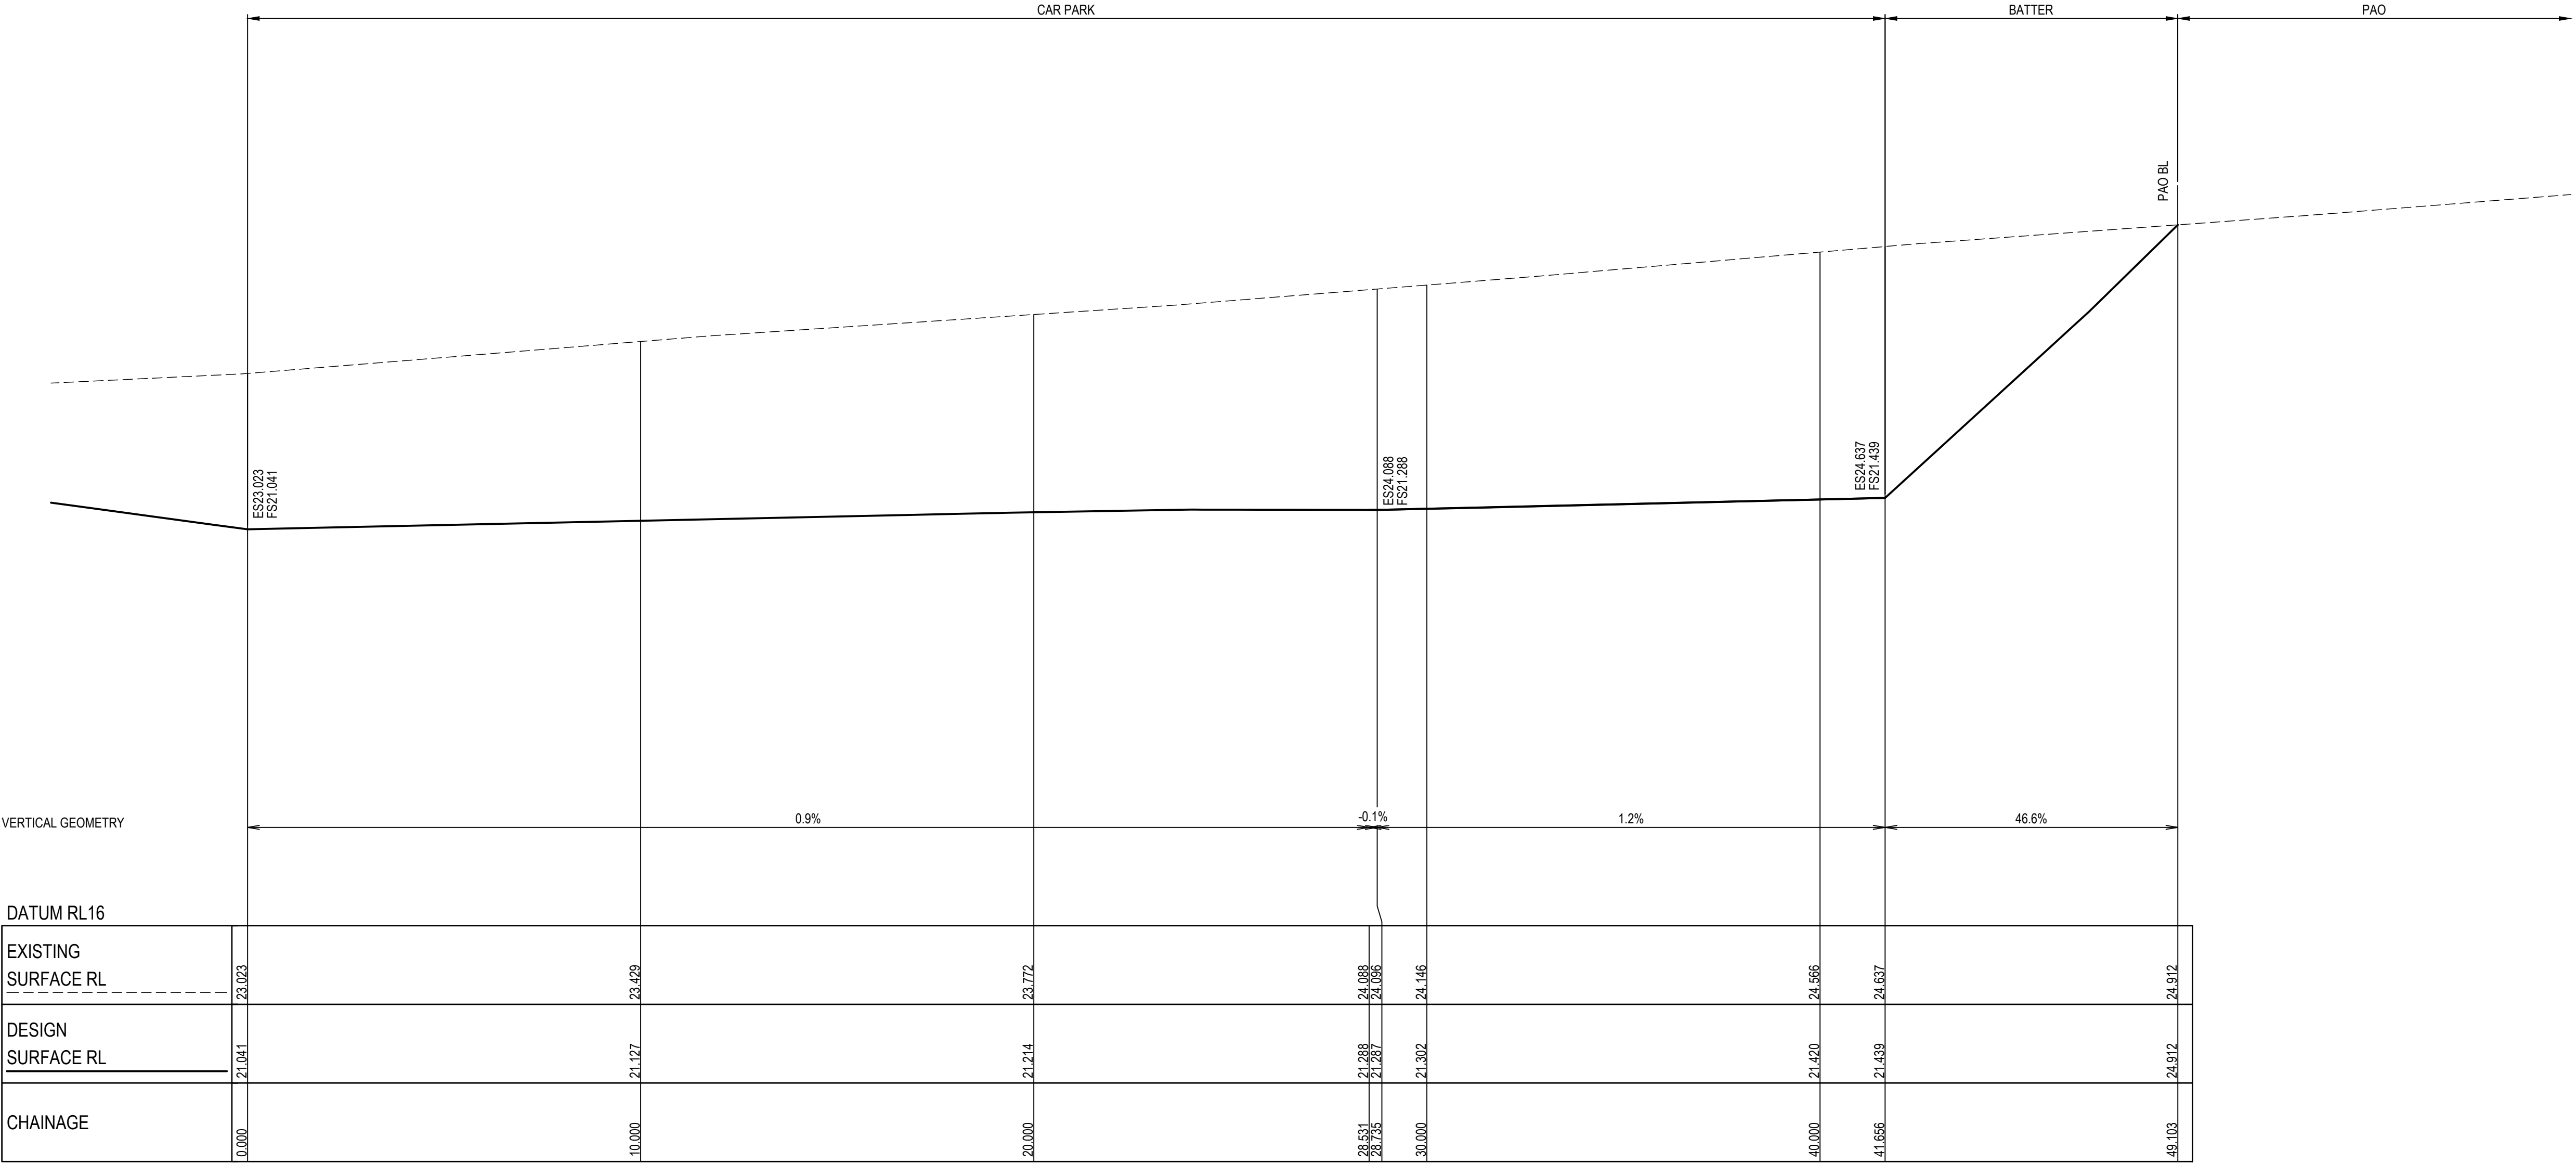 CAR PARK
BATTER
PAO
PAO BL
ES23.023
FS21.041
ES24.088
FS21.288
ES24.637
FS21.439
VERTICAL GEOMETRY
0.9%
-0.1%
1.2%
46.6%
DATUM RL16
EXISTING
SURFACE RL
23.023 23.429 23.772 24.088 24.096 24.146 24.566 24.637 24.912
DESIGN
SURFACE RL
21.041 21.127 21.214 21.288 21.287 21.302 21.420 21.439 24.912
CHAINAGE
0.000 10.000 20.000 28.531 28.735 30.000 40.000 41.656 49.103